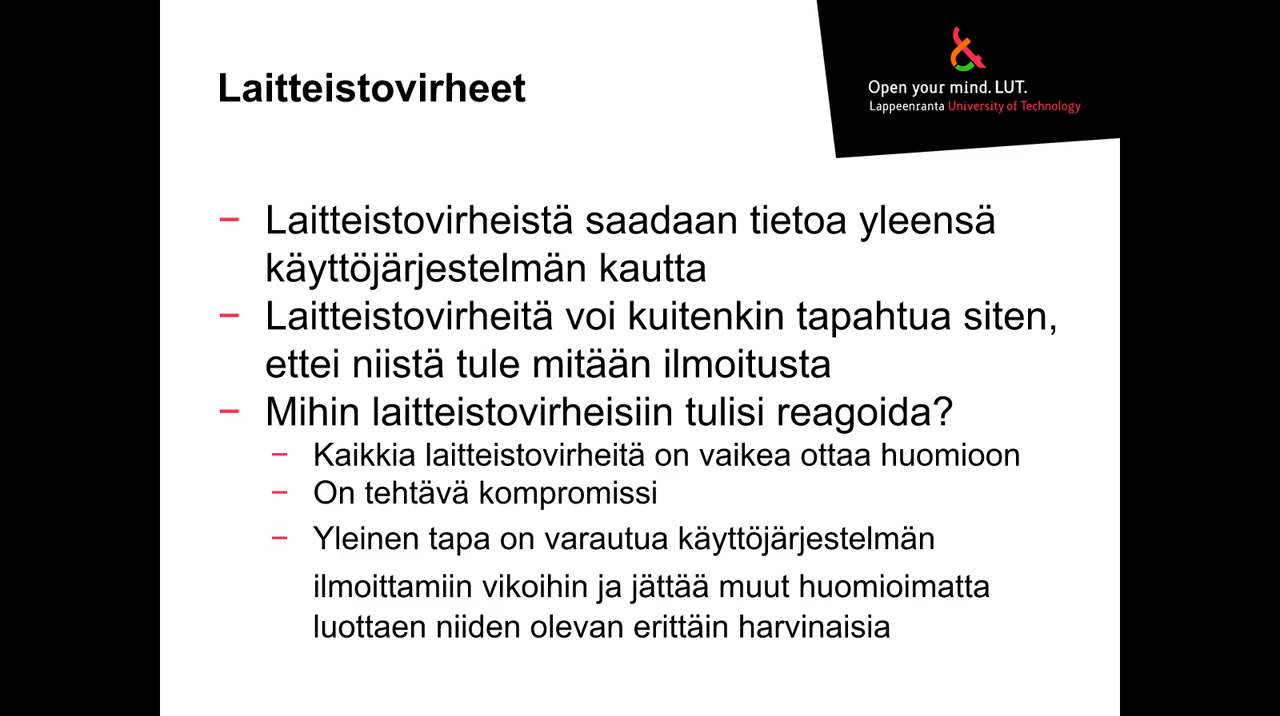 Laitteistovirheet
Open your mind. LUT.
Lappeenranta University of Technology
– Laitteistovirheistä saadaan tietoa yleensä
käyttöjärjestelmän kautta
– Laitteistovirheitä voi kuitenkin tapahtua siten,
ettei niistä tule mitään ilmoitusta
– Mihin laitteistovirheisiin tulisi reagoida?
– Kaikkia laitteistovirheitä on vaikea ottaa huomioon
– On tehtävä kompromissi
– Yleinen tapa on varautua käyttöjärjestelmän
ilmoittamiin vikoihin ja jättää muut huomioimatta
luottaen niiden olevan erittäin harvinaisia